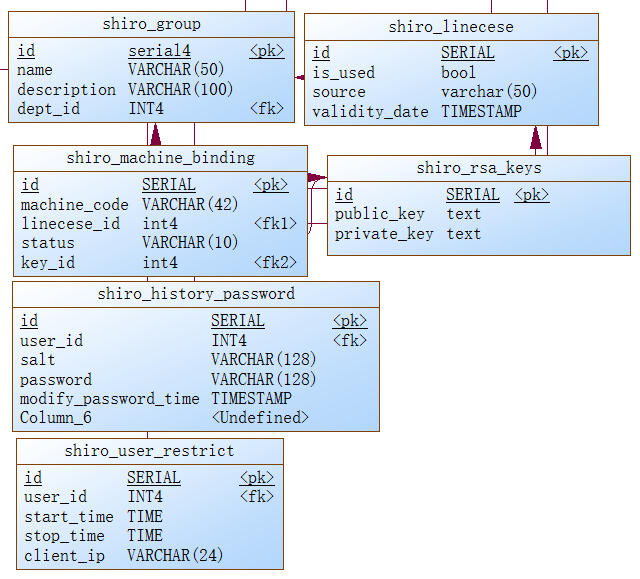 shiro_group
id serial4 <pk>
name VARCHAR(50)
description VARCHAR(100)
dept_id INT4 <fk>
shiro_linecese
id SERIAL <pk>
is_used bool
source varchar(50)
validity_date TIMESTAMP
shiro_machine_binding
id SERIAL <pk>
machine_code VARCHAR(42)
linecese_id int4 <fk1>
status VARCHAR(10)
key_id int4 <fk2>
shiro_rsa_keys
id SERIAL <pk>
public_key text
private_key text
shiro_history_password
id SERIAL <pk>
user_id INT4 <fk>
salt VARCHAR(128)
password VARCHAR(128)
modify_password_time TIMESTAMP
Column_6 <Undefined>
shiro_user_restrict
id SERIAL <pk>
user_id INT4 <fk>
start_time TIME
stop_time TIME
client_ip VARCHAR(24)